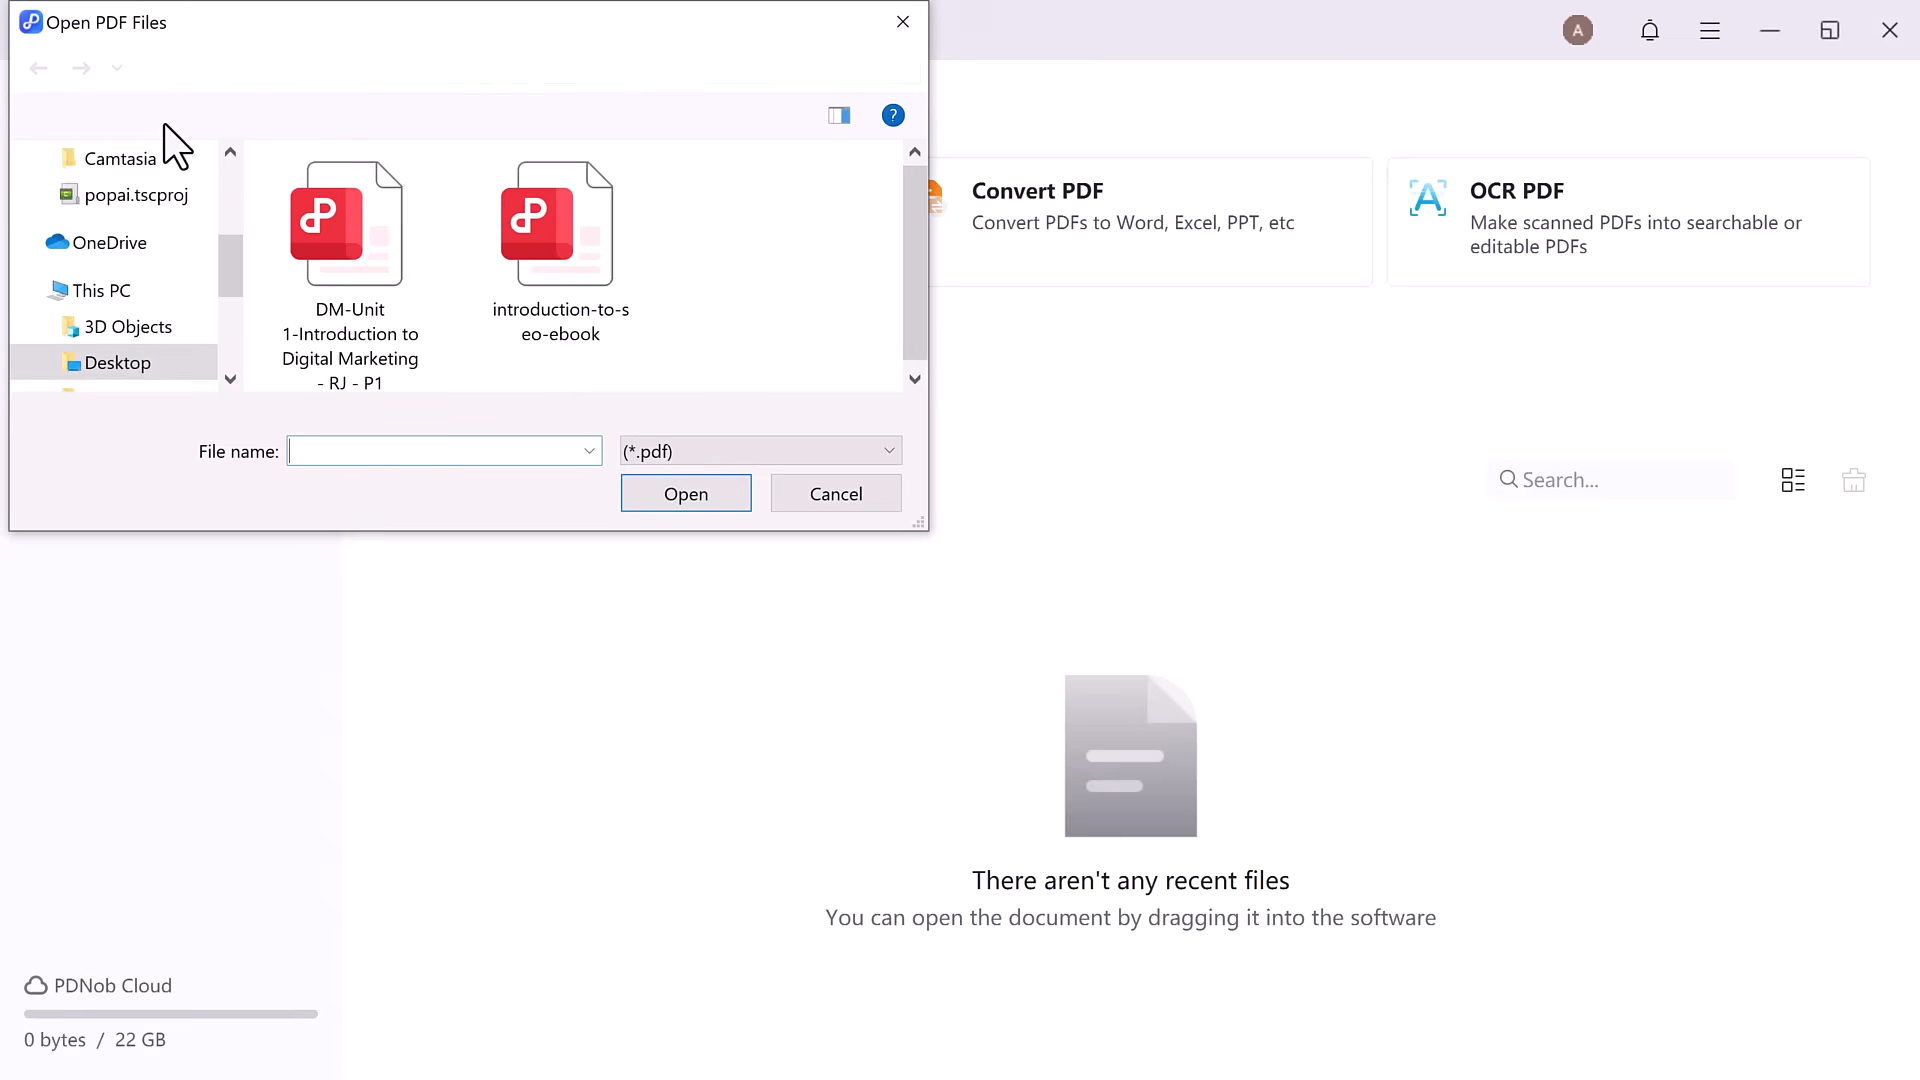 Open PDF Files
A
?
Camtasia
popai.tscproj
OneDrive
This PC
3D Objects
Desktop
DM-Unit
1-Introduction to
Digital Marketing
- RJ - P1
introduction-to-s
eo-ebook
File name:
(*.pdf)
Open
Cancel
Convert PDF
Convert PDFs to Word, Excel, PPT, etc
OCR PDF
Make scanned PDFs into searchable or
editable PDFs
Search...
There aren't any recent files
You can open the document by dragging it into the software
PDNob Cloud
0 bytes / 22 GB